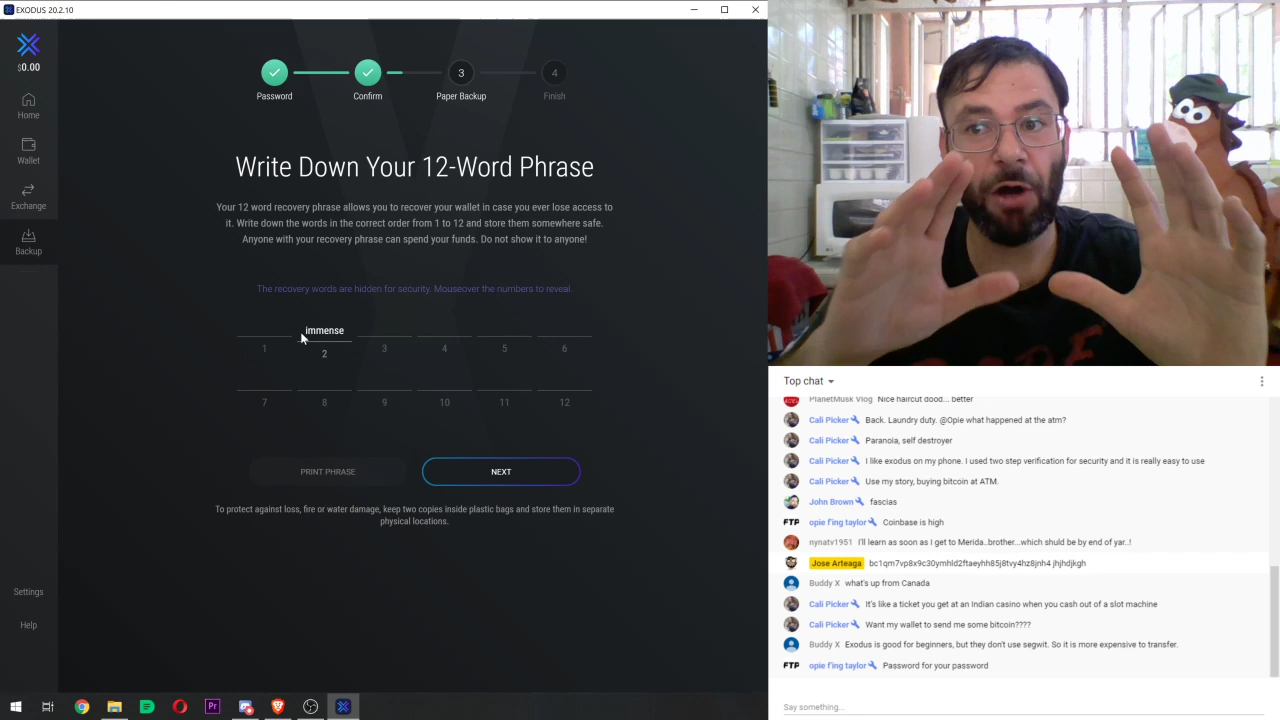 EXODUS 20.2.10
$0.00
Home
Wallet
Exchange
Backup
Settings
Help
3
4
Password
Confirm
Paper Backup
Finish
Write Down Your 12-Word Phrase
Your 12 word recovery phrase allows you to recover your wallet in case you ever lose access to
it. Write down the words in the correct order from 1 to 12 and store them somewhere safe.
Anyone with your recovery phrase can spend your funds. Do not show it to anyone!
The recovery words are hidden for security. Mouseover the numbers to reveal.
immense
1 2 3 4 5 6
7 8 9 10 11 12
PRINT PHRASE
NEXT
To protect against loss, fire or water damage, keep two copies inside plastic bags and store them in separate
physical locations.
Pr
Top chat
PlanetMusk Vlog Nice haircut dood... better
Cali Picker Back. Laundry duty. @Opie what happened at the atm?
Cali Picker Paranoia, self destroyer
Cali Picker I like exodus on my phone. I used two step verification for security and it is really easy to use
Cali Picker Use my story, buying bitcoin at ATM.
John Brown fascias
FTP opie f'ing taylor Coinbase is high
nynatv1951 I'll learn as soon as I get to Merida..brother...which shuld be by end of yar..!
Jose Arteaga bc1qm7vp8x9c30ymhld2ftaeyhh85j8tvy4hz8jnh4 jhjhdjkgh
Buddy X what's up from Canada
Cali Picker It's like a ticket you get at an Indian casino when you cash out of a slot machine
Cali Picker Want my wallet to send me some bitcoin????
Buddy X Exodus is good for beginners, but they don't use segwit. So it is more expensive to transfer.
FTP opie f'ing taylor Password for your password
Say something...